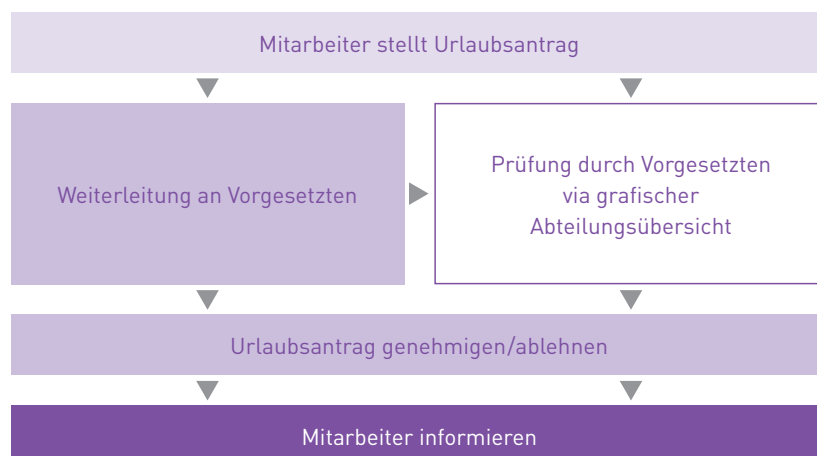 Mitarbeiter stellt Urlaubsantrag
Weiterleitung an Vorgesetzten
Prüfung durch Vorgesetzten
via grafischer
Abteilungsübersicht
Urlaubsantrag genehmigen/ablehnen
Mitarbeiter informieren